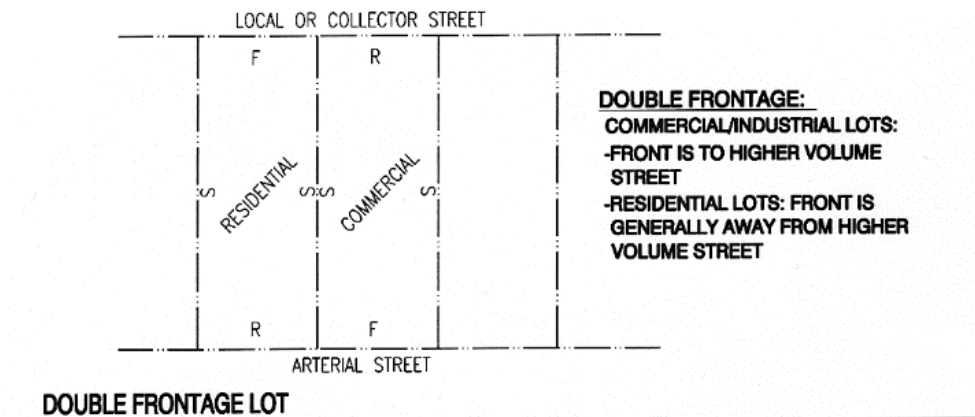 LOCAL OR COLLECTOR STREET
F
R
S
RESIDENTIAL
S
S
COMMERCIAL
S
R
F
ARTERIAL STREET
DOUBLE FRONTAGE:
COMMERCIAL/INDUSTRIAL LOTS:
-FRONT IS TO HIGHER VOLUME
STREET
-RESIDENTIAL LOTS: FRONT IS
GENERALLY AWAY FROM HIGHER
VOLUME STREET
DOUBLE FRONTAGE LOT